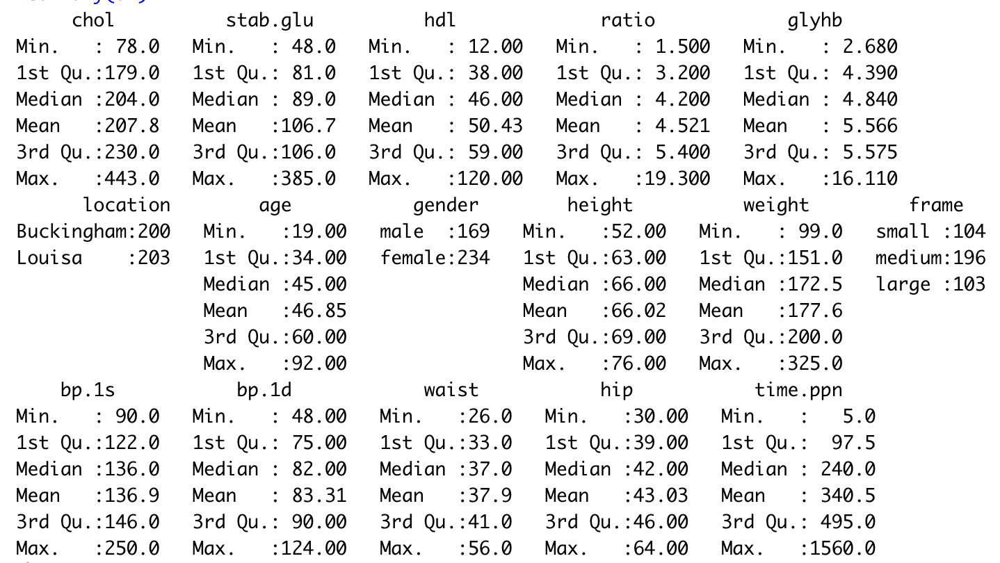 chol          stab.glu          hdl             ratio            glyhb
Min.   : 78.0   Min.   : 48.0   Min.   : 12.00   Min.   : 1.500   Min.   : 2.680
1st Qu.:179.0   1st Qu.: 81.0   1st Qu.: 38.00   1st Qu.: 3.200   1st Qu.: 4.390
Median :204.0   Median : 89.0   Median : 46.00   Median : 4.200   Median : 4.840
Mean   :207.8   Mean   :106.7   Mean   : 50.43   Mean   : 4.521   Mean   : 5.566
3rd Qu.:230.0   3rd Qu.:106.0   3rd Qu.: 59.00   3rd Qu.: 5.400   3rd Qu.: 5.575
Max.   :443.0   Max.   :385.0   Max.   :120.00   Max.   :19.300   Max.   :16.110
      location        age           gender        height          weight         frame
Buckingham:200   Min.   :19.00   male  :169   Min.   :52.00   Min.   : 99.0   small :104
Louisa    :203   1st Qu.:34.00   female:234   1st Qu.:63.00   1st Qu.:151.0   medium:196
                 Median :45.00                Median :66.00   Median :172.5   large :103
                 Mean   :46.85                Mean   :66.02   Mean   :177.6
                 3rd Qu.:60.00                3rd Qu.:69.00   3rd Qu.:200.0
                 Max.   :92.00                Max.   :76.00   Max.   :325.0
    bp.1s           bp.1d            waist           hip           time.ppn
Min.   : 90.0   Min.   : 48.00   Min.   :26.0   Min.   :30.00   Min.   :   5.0
1st Qu.:122.0   1st Qu.: 75.00   1st Qu.:33.0   1st Qu.:39.00   1st Qu.:  97.5
Median :136.0   Median : 82.00   Median :37.0   Median :42.00   Median : 240.0
Mean   :136.9   Mean   : 83.31   Mean   :37.9   Mean   :43.03   Mean   : 340.5
3rd Qu.:146.0   3rd Qu.: 90.00   3rd Qu.:41.0   3rd Qu.:46.00   3rd Qu.: 495.0
Max.   :250.0   Max.   :124.00   Max.   :56.0   Max.   :64.00   Max.   :1560.0